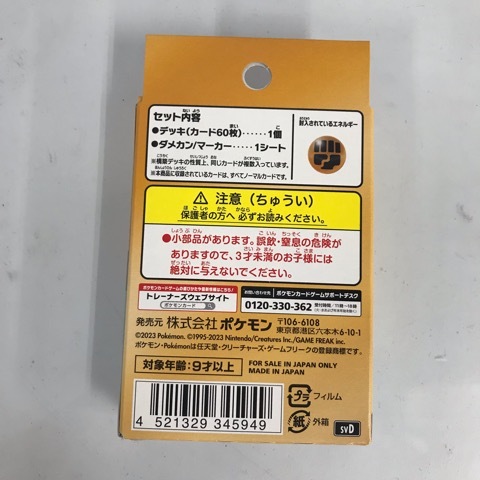 セット内容
●デッキ(カード60枚)……1個
●ダメカン/マーカー……1シート
※構築デッキの性質上、同じカードが複数入っています。
※本商品に収録されているカードは、すべてノーマルカードです。
封入されているエネルギー
注意(ちゅうい)
保護者の方へ 必ずお読みください。
●小部品があります。誤飲・窒息の危険が
ありますので、3才未満のお子様には
絶対に与えないでください。
ポケモンカードゲームの遊びかたや最新情報はこちら!
トレーナーズウェブサイト
ポケモンカード
お問い合わせ先
ポケモンカードゲームサポートデスク
0120-330-362
発売元 株式会社 ポケモン
〒106-6108
東京都港区六本木6-10-1
©2023 Pokémon. ©1995-2023 Nintendo/Creatures Inc./GAME FREAK inc.
ポケモン・Pokémonは任天堂・クリーチャーズ・ゲームフリークの登録商標です。
対象年齢:9才以上
FOR SALE IN JAPAN ONLY
MADE IN JAPAN
4 521329 345949
プラ フィルム
紙 外箱
svD